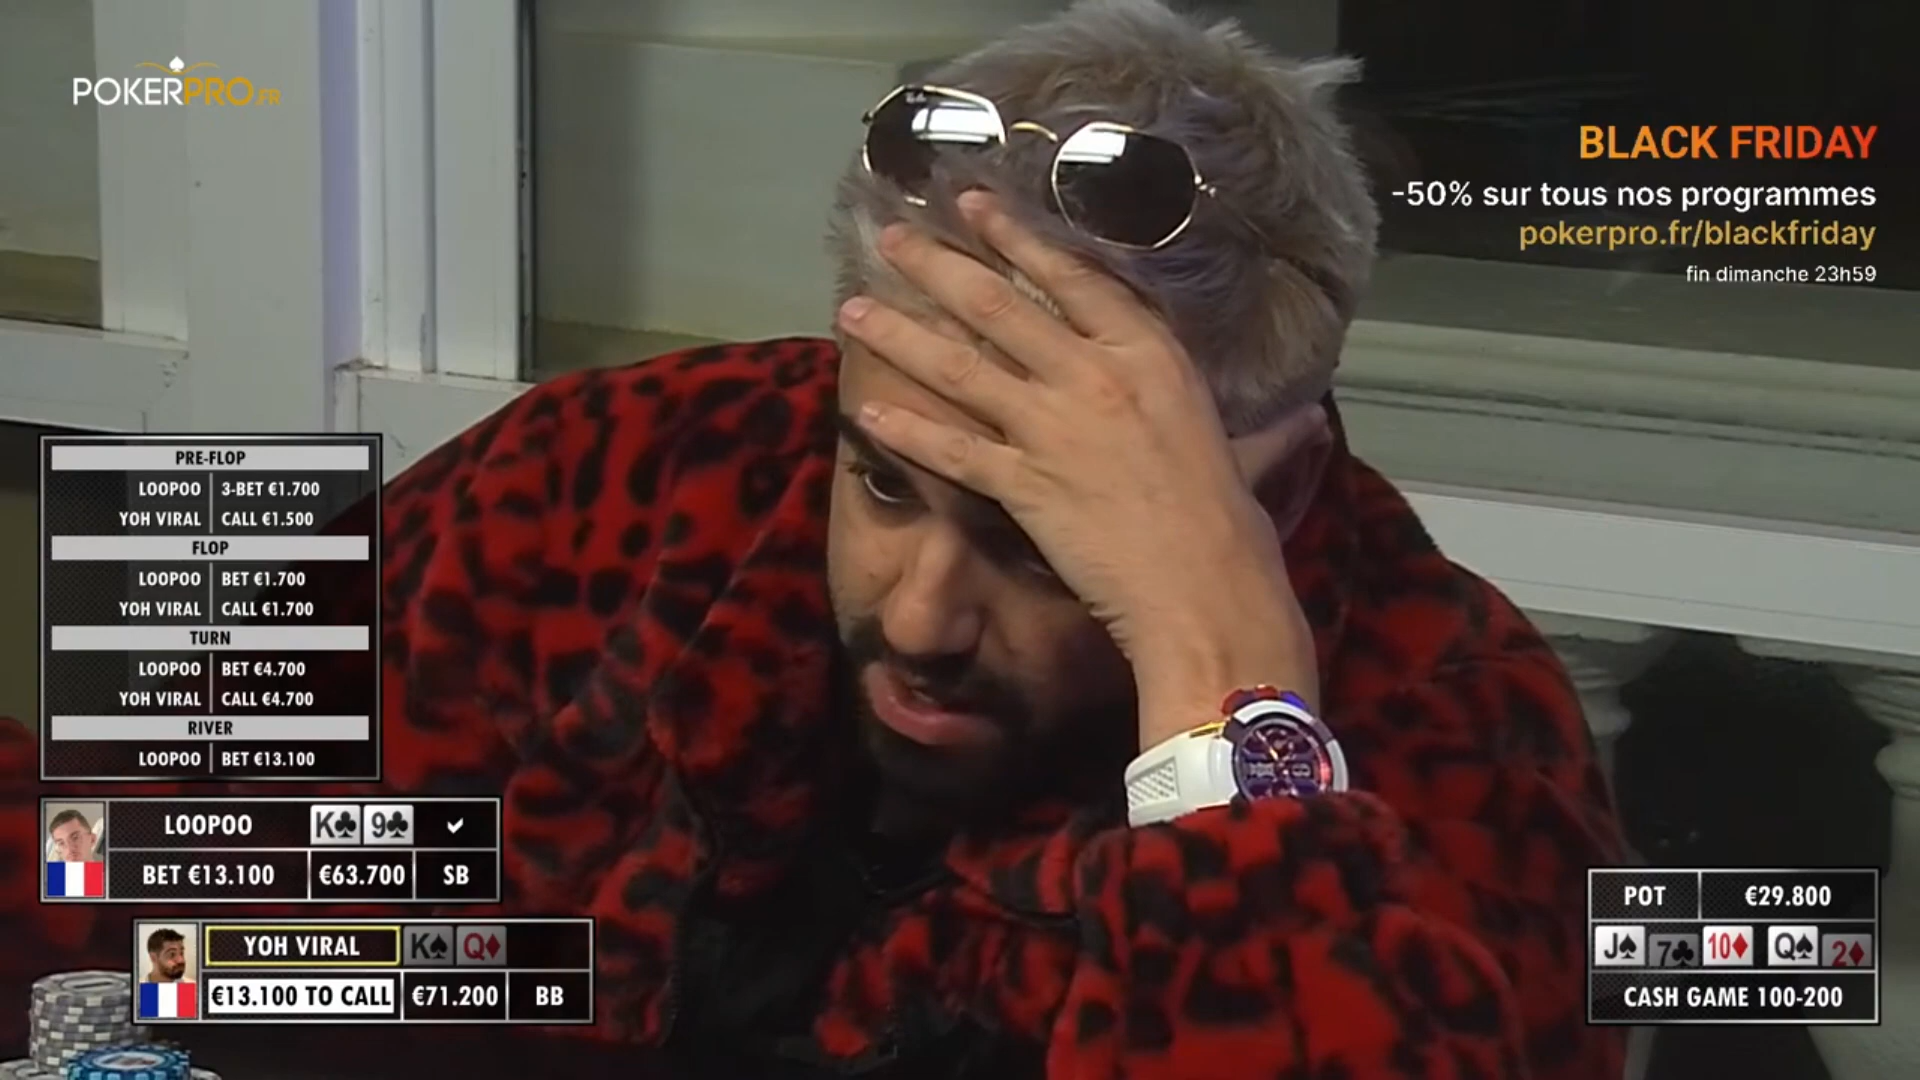 POKERPRO.FR
BLACK FRIDAY
-50% sur tous nos programmes
pokerpro.fr/blackfriday
fin dimanche 23h59
PRE-FLOP
LOOPOO 3-BET €1.700
YOH VIRAL CALL €1.500
FLOP
LOOPOO BET €1.700
YOH VIRAL CALL €1.700
TURN
LOOPOO BET €4.700
YOH VIRAL CALL €4.700
RIVER
LOOPOO BET €13.100
LOOPOO K♣ 9♣
BET €13.100 €63.700 SB
YOH VIRAL K♠ Q♦
€13.100 TO CALL €71.200 BB
POT €29.800
J♠ 7♣ 10♦ Q♠ 2♦
CASH GAME 100-200